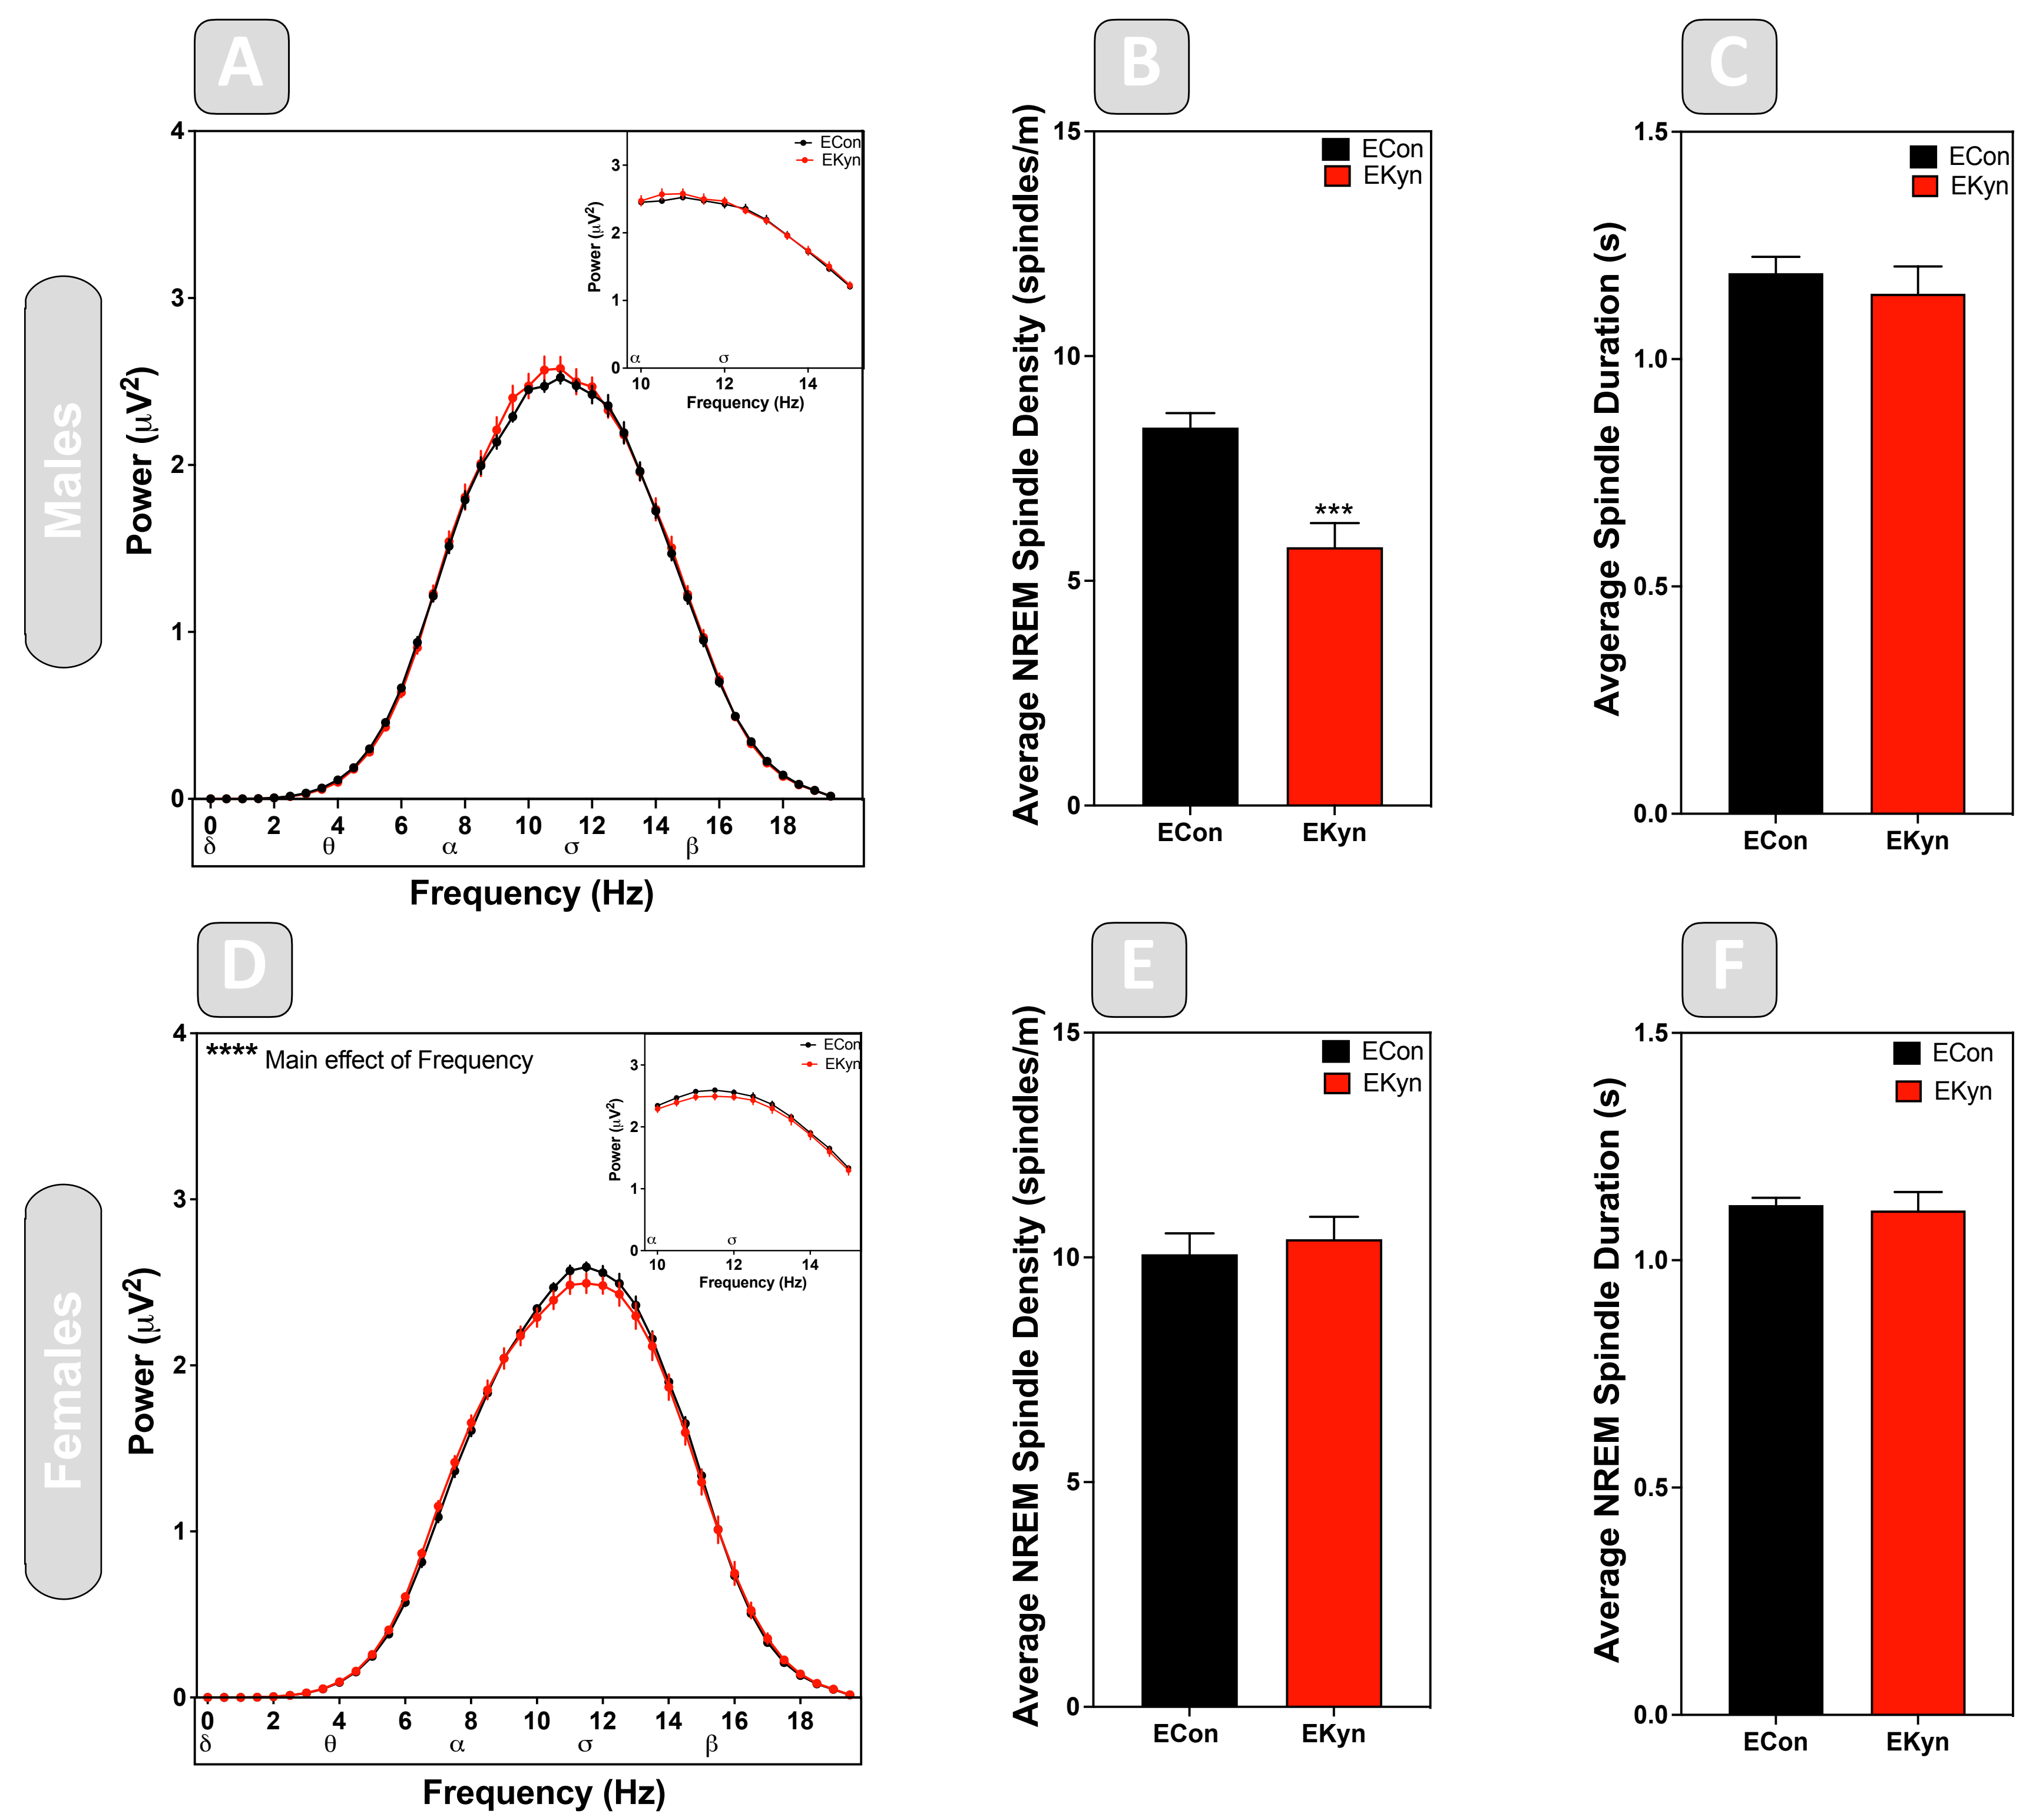 A
B
C
Males
Power (μV2)
4
3
2
1
0
0 2 4 6 8 10 12 14 16 18
δ θ α σ β
Frequency (Hz)
ECon
EKyn
Power (μV2)
3
2
1
0
α σ
10 12 14
Frequency (Hz)
Average NREM Spindle Density (spindles/m)
15
10
5
0
ECon
EKyn
***
ECon EKyn
Avgerage Spindle Duration (s)
1.5
1.0
0.5
0.0
ECon
EKyn
ECon EKyn
D
E
F
Females
Power (μV2)
4
3
2
1
0
**** Main effect of Frequency
0 2 4 6 8 10 12 14 16 18
δ θ α σ β
Frequency (Hz)
ECon
EKyn
Power (μV2)
3
2
1
0
α σ
10 12 14
Frequency (Hz)
Average NREM Spindle Density (spindles/m)
15
10
5
0
ECon
EKyn
ECon EKyn
Average NREM Spindle Duration (s)
1.5
1.0
0.5
0.0
ECon
EKyn
ECon EKyn